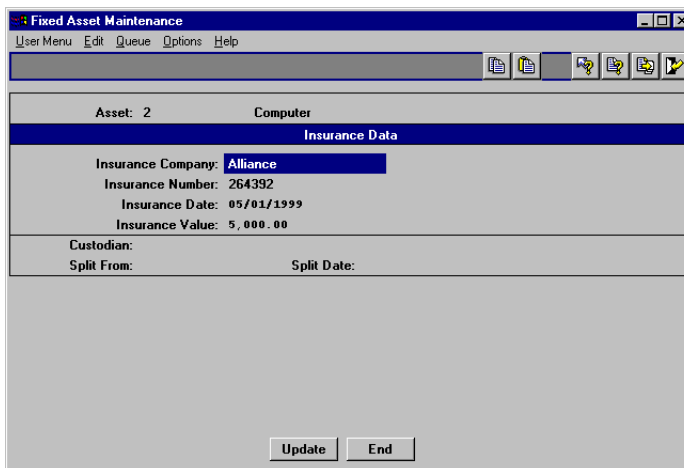 Fixed Asset Maintenance
User Menu Edit Queue Options Help
Asset: 2 Computer
Insurance Data
Insurance Company: Alliance
Insurance Number: 264392
Insurance Date: 05/01/1999
Insurance Value: 5,000.00
Custodian:
Split From: Split Date:
Update End